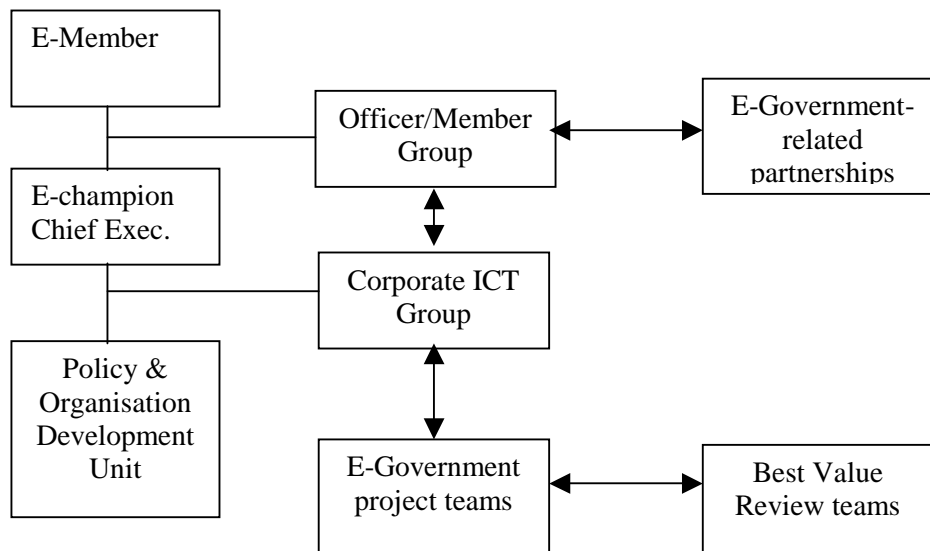 E-Member
Officer/Member
Group
E-Government-
related
partnerships
E-champion
Chief Exec.
Corporate ICT
Group
Policy &
Organisation
Development
Unit
E-Government
project teams
Best Value
Review teams